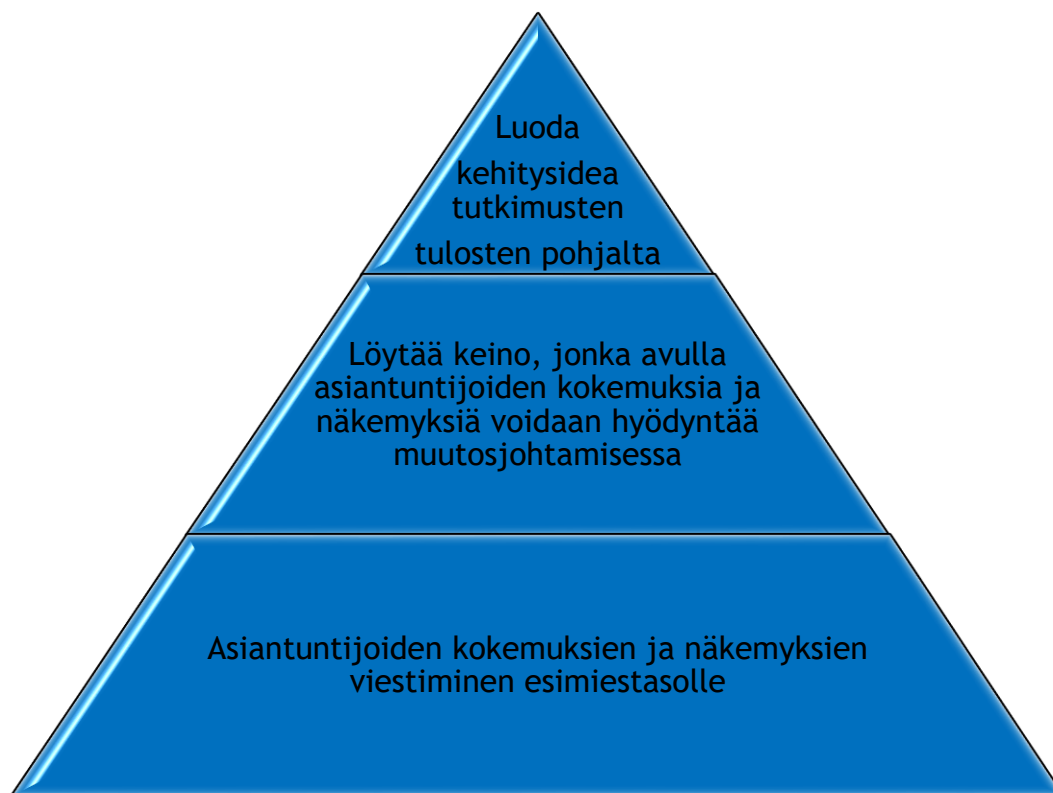 Luoda
kehitysidea
tutkimusten
tulosten pohjalta
Löytää keino, jonka avulla
asiantuntijoiden kokemuksia ja
näkemyksiä voidaan hyödyntää
muutosjohtamisessa
Asiantuntijoiden kokemuksien ja näkemyksien
viestiminen esimiestasolle